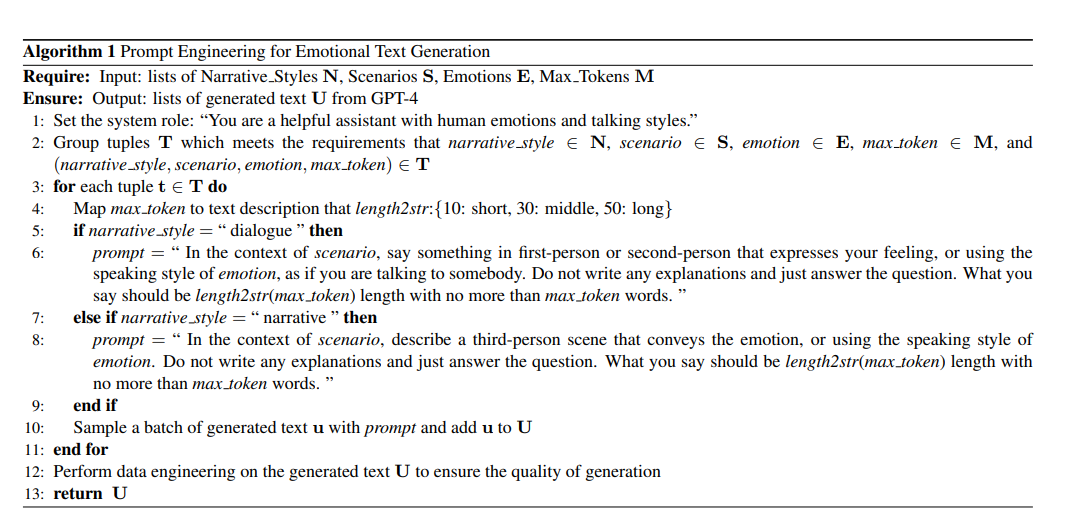 Algorithm 1 Prompt Engineering for Emotional Text Generation
Require: Input: lists of Narrative_Styles N, Scenarios S, Emotions E, Max_Tokens M
Ensure: Output: lists of generated text U from GPT-4
1: Set the system role: “You are a helpful assistant with human emotions and talking styles.”
2: Group tuples T which meets the requirements that narrative_style ∈ N, scenario ∈ S, emotion ∈ E, max_token ∈ M, and
(narrative_style, scenario, emotion, max_token) ∈ T
3: for each tuple t ∈ T do
4: Map max_token to text description that length2str:{10: short, 30: middle, 50: long}
5: if narrative_style = “ dialogue ” then
6: prompt = “ In the context of scenario, say something in first-person or second-person that expresses your feeling, or using the
speaking style of emotion, as if you are talking to somebody. Do not write any explanations and just answer the question. What you
say should be length2str(max_token) length with no more than max_token words. ”
7: else if narrative_style = “ narrative ” then
8: prompt = “ In the context of scenario, describe a third-person scene that conveys the emotion, or using the speaking style of
emotion. Do not write any explanations and just answer the question. What you say should be length2str(max_token) length with
no more than max_token words. ”
9: end if
10: Sample a batch of generated text u with prompt and add u to U
11: end for
12: Perform data engineering on the generated text U to ensure the quality of generation
13: return U